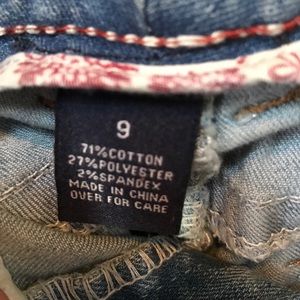 9
71%COTTON
27%POLYESTER
2%SPANDEX
MADE IN CHINA
OVER FOR CARE